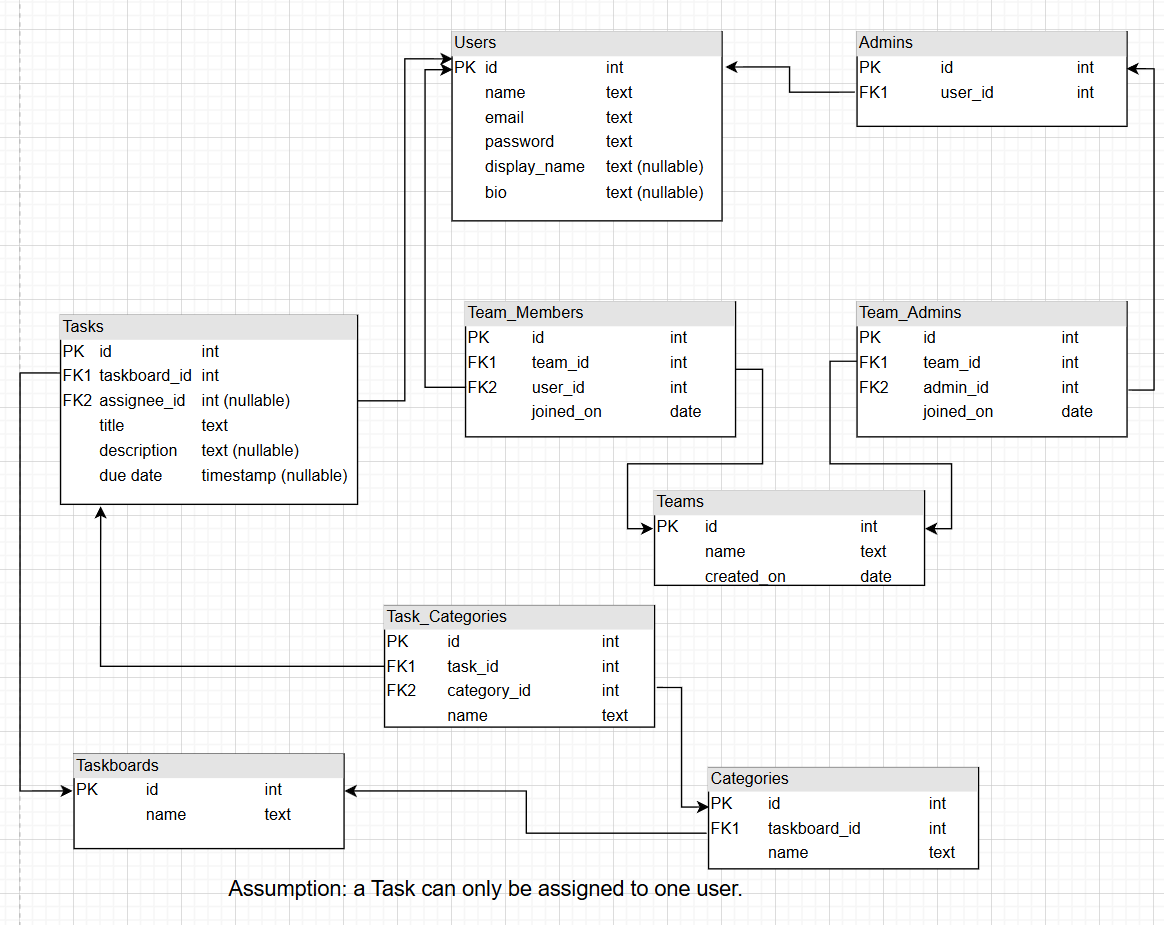 Users
PK id int
name text
email text
password text
display_name text (nullable)
bio text (nullable)
Admins
PK id int
FK1 user_id int
Tasks
PK id int
FK1 taskboard_id int
FK2 assignee_id int (nullable)
title text
description text (nullable)
due date timestamp (nullable)
Team_Members
PK id int
FK1 team_id int
FK2 user_id int
joined_on date
Team_Admins
PK id int
FK1 team_id int
FK2 admin_id int
joined_on date
Teams
PK id int
name text
created_on date
Task_Categories
PK id int
FK1 task_id int
FK2 category_id int
name text
Taskboards
PK id int
name text
Categories
PK id int
FK1 taskboard_id int
name text
Assumption: a Task can only be assigned to one user.